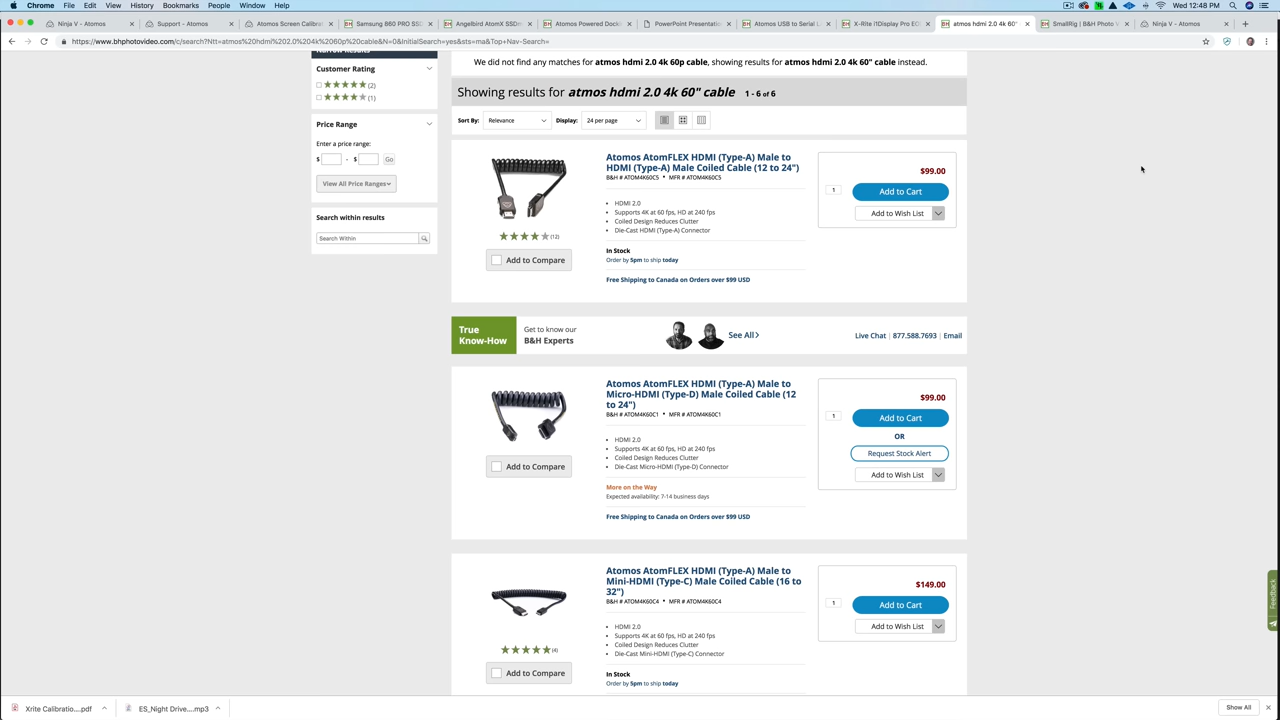 Chrome File Edit View History Bookmarks People Window Help Wed 12:48 PM
Ninja V - Atomos Support - Atomos Atomos Screen Calibra Samsung 860 PRO SSD Angelbird AtomX SSDm Atomos Powered Docki PowerPoint Presentatio Atomos USB to Serial L X-Rite i1Display Pro EO atmos hdmi 2.0 4k 60" SmallRig | B&H Photo V Ninja V - Atomos
https://www.bhphotovideo.com/c/search?Ntt=atmos%20hdmi%202.0%204k%2060p%20cable&N=0&InitialSearch=yes&sts=ma&Top+Nav-Search=
We did not find any matches for atmos hdmi 2.0 4k 60p cable, showing results for atmos hdmi 2.0 4k 60" cable instead.
Customer Rating
(2)
(1)
Price Range
Enter a price range:
$ - $ Go
View All Price Ranges
Search within results
Search Within
Showing results for atmos hdmi 2.0 4k 60" cable 1 - 6 of 6
Sort By: Relevance Display: 24 per page
Atomos AtomFLEX HDMI (Type-A) Male to
HDMI (Type-A) Male Coiled Cable (12 to 24")
B&H # ATOM4K60C5 • MFR # ATOM4K60C5
HDMI 2.0
Supports 4K at 60 fps, HD at 240 fps
Coiled Design Reduces Clutter
Die-Cast HDMI (Type-A) Connector
(12)
Add to Compare
In Stock
Order by 5pm to ship today
Free Shipping to Canada on Orders over $99 USD
$99.00
1 Add to Cart
Add to Wish List
True
Know-How
Get to know our
B&H Experts
See All
Live Chat | 877.588.7693 | Email
Atomos AtomFLEX HDMI (Type-A) Male to
Micro-HDMI (Type-D) Male Coiled Cable (12
to 24")
B&H # ATOM4K60C1 • MFR # ATOM4K60C1
HDMI 2.0
Supports 4K at 60 fps, HD at 240 fps
Coiled Design Reduces Clutter
Die-Cast Micro-HDMI (Type-D) Connector
Add to Compare
More on the Way
Expected availability: 7-14 business days
Free Shipping to Canada on Orders over $99 USD
$99.00
1 Add to Cart
OR
Request Stock Alert
Add to Wish List
Atomos AtomFLEX HDMI (Type-A) Male to
Mini-HDMI (Type-C) Male Coiled Cable (16 to
32")
B&H # ATOM4K60C4 • MFR # ATOM4K60C4
HDMI 2.0
Supports 4K at 60 fps, HD at 240 fps
Coiled Design Reduces Clutter
Die-Cast Mini-HDMI (Type-C) Connector
(4)
Add to Compare
In Stock
Order by 5pm to ship today
$149.00
1 Add to Cart
Add to Wish List
Feedback
Xrite Calibratio....pdf ES_Night Drive....mp3 Show All